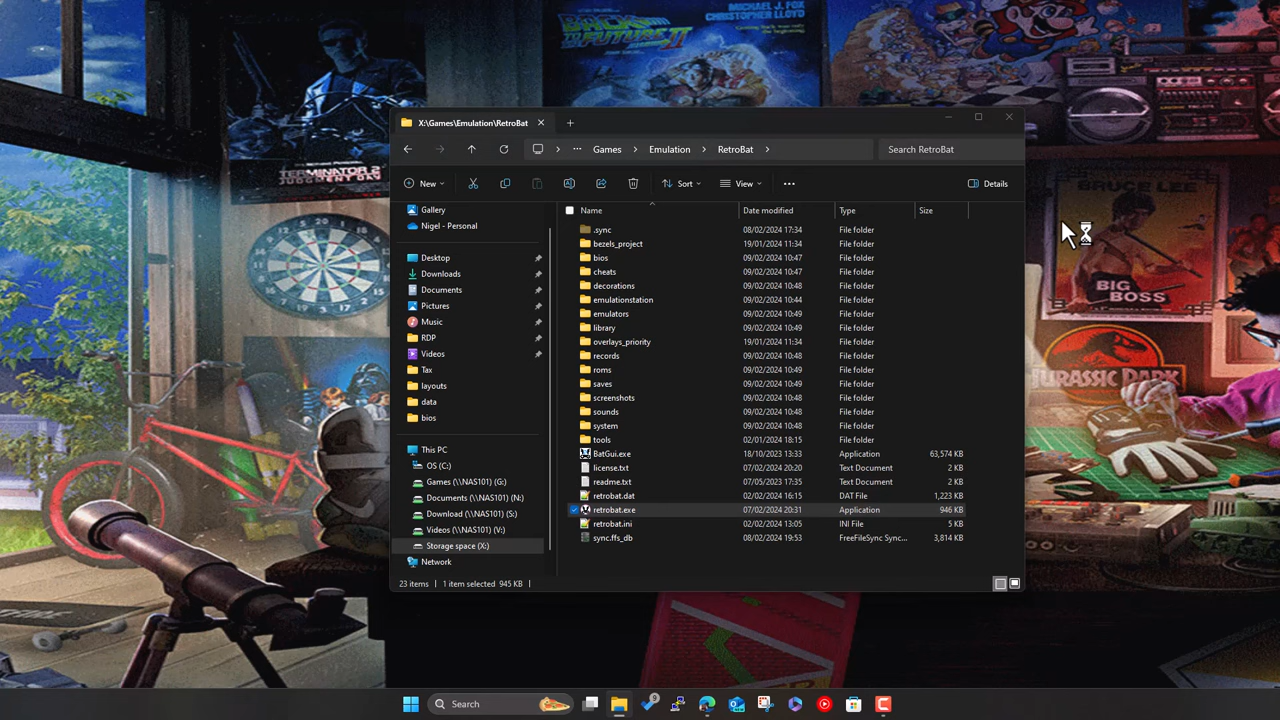 BACK TO THE FUTURE II
MICHAEL J. FOX
CHRISTOPHER LLOYD
TERMINATOR 2
JUDGMENT DAY
BRUCE LEE
BIG
BOSS
JURASSIC PARK
X:\Games\Emulation\RetroBat
Games
Emulation
RetroBat
Search RetroBat
New
Sort
View
Details
Gallery
Nigel - Personal
Desktop
Downloads
Documents
Pictures
Music
RDP
Videos
Tax
layouts
data
bios
This PC
OS (C:)
Games (\\NAS101) (G:)
Documents (\\NAS101) (N:)
Download (\\NAS101) (S:)
Videos (\\NAS101) (V:)
Storage space (X:)
Network
Name Date modified Type Size
.sync 08/02/2024 17:34 File folder
bezels_project 19/01/2024 11:34 File folder
bios 09/02/2024 10:47 File folder
cheats 09/02/2024 10:47 File folder
decorations 09/02/2024 10:48 File folder
emulationstation 09/02/2024 10:44 File folder
emulators 09/02/2024 10:49 File folder
library 09/02/2024 10:49 File folder
overlays_priority 19/01/2024 11:34 File folder
records 09/02/2024 10:48 File folder
roms 09/02/2024 10:49 File folder
saves 09/02/2024 10:49 File folder
screenshots 09/02/2024 10:48 File folder
sounds 09/02/2024 10:48 File folder
system 09/02/2024 10:48 File folder
tools 02/01/2024 18:15 File folder
BatGui.exe 18/10/2023 13:33 Application 63,574 KB
license.txt 07/02/2024 20:20 Text Document 2 KB
readme.txt 07/05/2023 17:35 Text Document 2 KB
retrobat.dat 02/02/2024 16:15 DAT File 1,223 KB
retrobat.exe 07/02/2024 20:31 Application 946 KB
retrobat.ini 02/02/2024 13:05 INI File 5 KB
sync.ffs_db 08/02/2024 19:53 FreeFileSync Sync... 3,814 KB
23 items 1 item selected 945 KB
Search
9